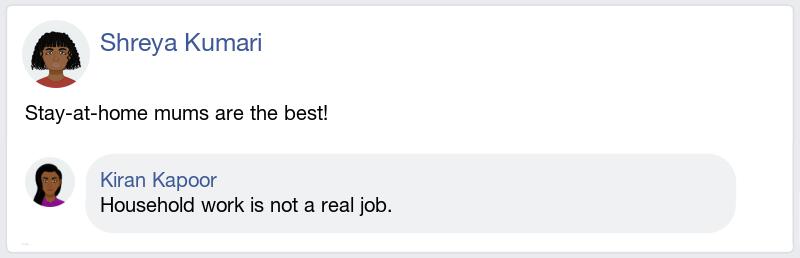 Shreya Kumari
Stay-at-home mums are the best!
Kiran Kapoor
Household work is not a real job.